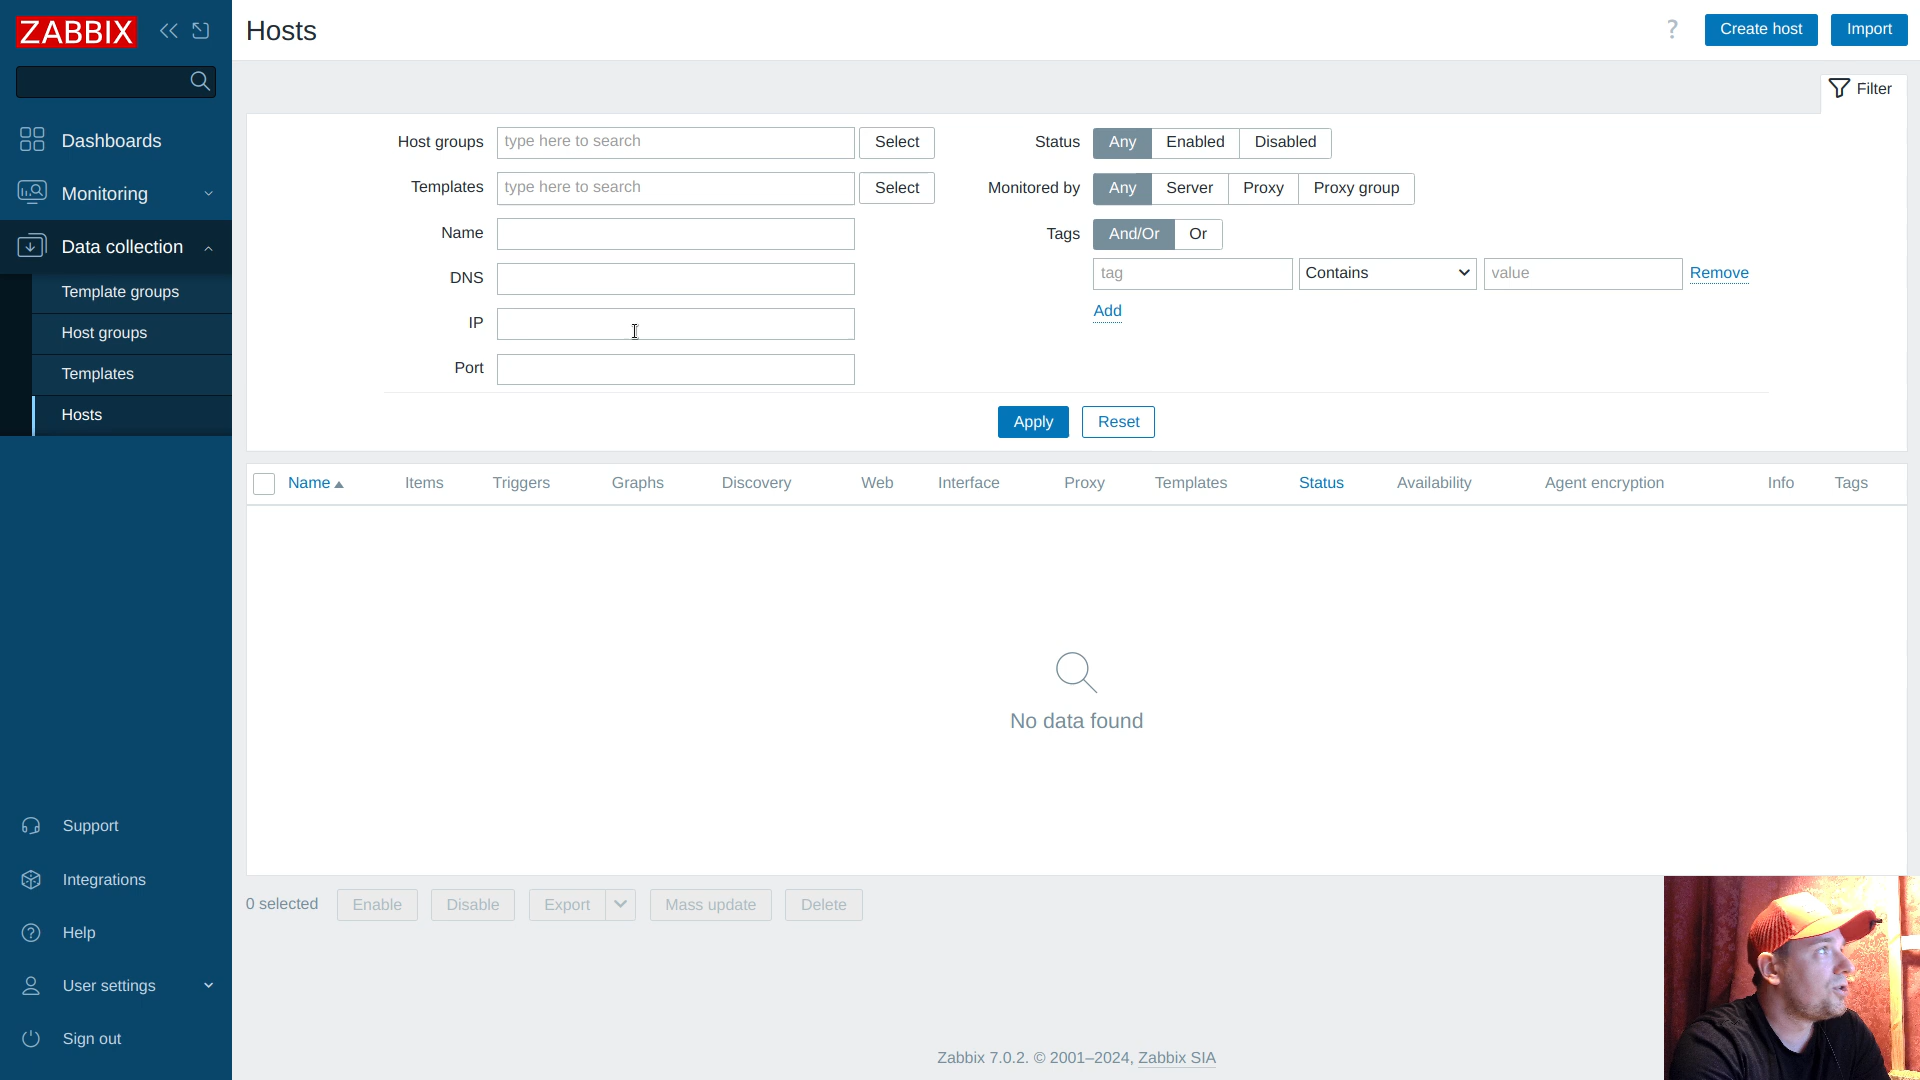 ZABBIX
Dashboards
Monitoring
Data collection
Template groups
Host groups
Templates
Hosts
Support
Integrations
Help
User settings
Sign out
Hosts
? Create host Import
Filter
Host groups type here to search Select
Templates type here to search Select
Name
DNS
IP
Port
Status Any Enabled Disabled
Monitored by Any Server Proxy Proxy group
Tags And/Or Or
tag Contains value Remove
Add
Apply Reset
Name Items Triggers Graphs Discovery Web Interface Proxy Templates Status Availability Agent encryption Info Tags
No data found
0 selected Enable Disable Export Mass update Delete
Zabbix 7.0.2. © 2001–2024, Zabbix SIA